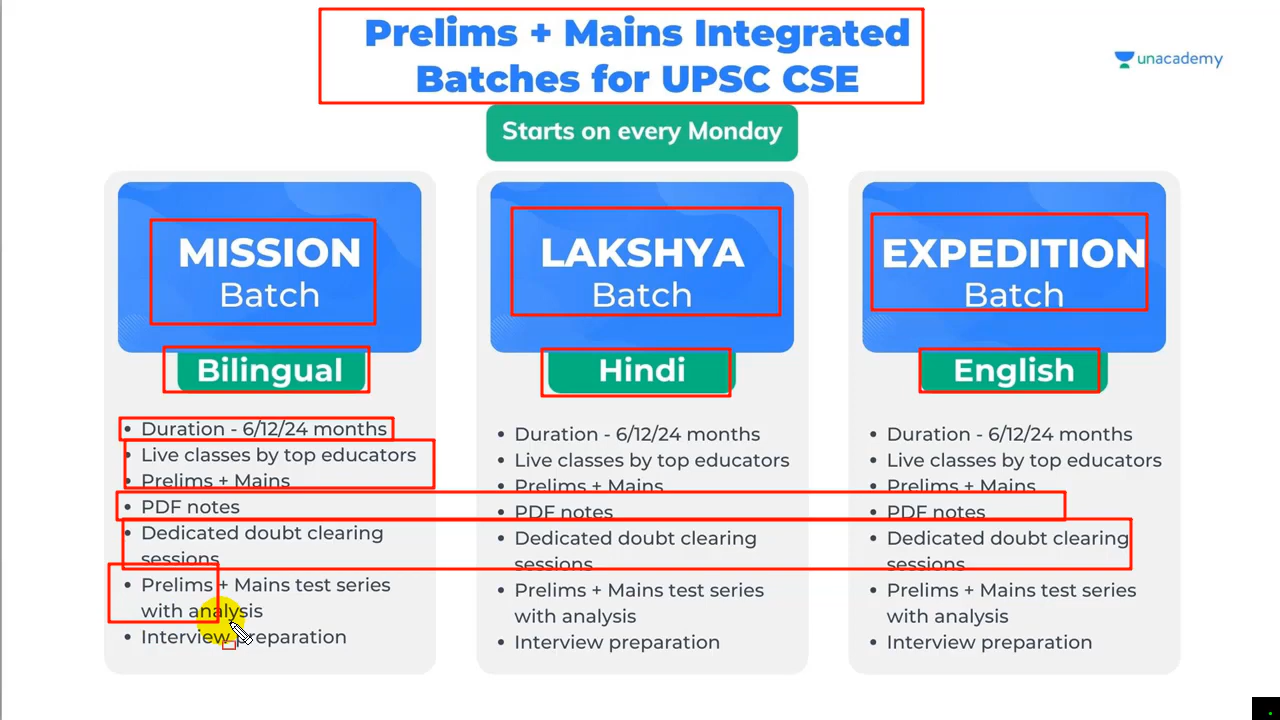 Prelims + Mains Integrated
Batches for UPSC CSE
unacademy
Starts on every Monday
MISSION
Batch
Bilingual
• Duration - 6/12/24 months
• Live classes by top educators
• Prelims + Mains
• PDF notes
• Dedicated doubt clearing
sessions
• Prelims + Mains test series
with analysis
• Interview preparation
LAKSHYA
Batch
Hindi
• Duration - 6/12/24 months
• Live classes by top educators
• Prelims + Mains
• PDF notes
• Dedicated doubt clearing
sessions
• Prelims + Mains test series
with analysis
• Interview preparation
EXPEDITION
Batch
English
• Duration - 6/12/24 months
• Live classes by top educators
• Prelims + Mains
• PDF notes
• Dedicated doubt clearing
sessions
• Prelims + Mains test series
with analysis
• Interview preparation